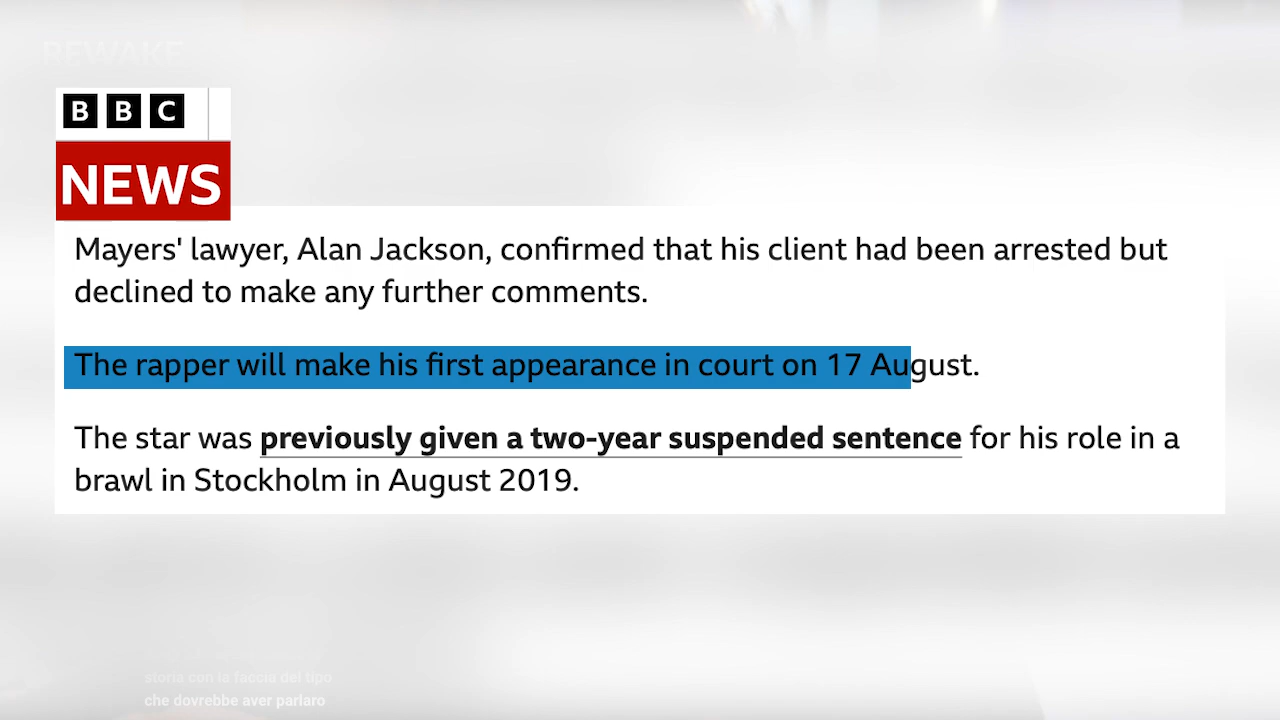 REWAKE
BBC
NEWS
Mayers' lawyer, Alan Jackson, confirmed that his client had been arrested but
declined to make any further comments.
The rapper will make his first appearance in court on 17 August.
The star was previously given a two-year suspended sentence for his role in a
brawl in Stockholm in August 2019.
storia con la faccia del tipo
che dovrebbe aver parlaro